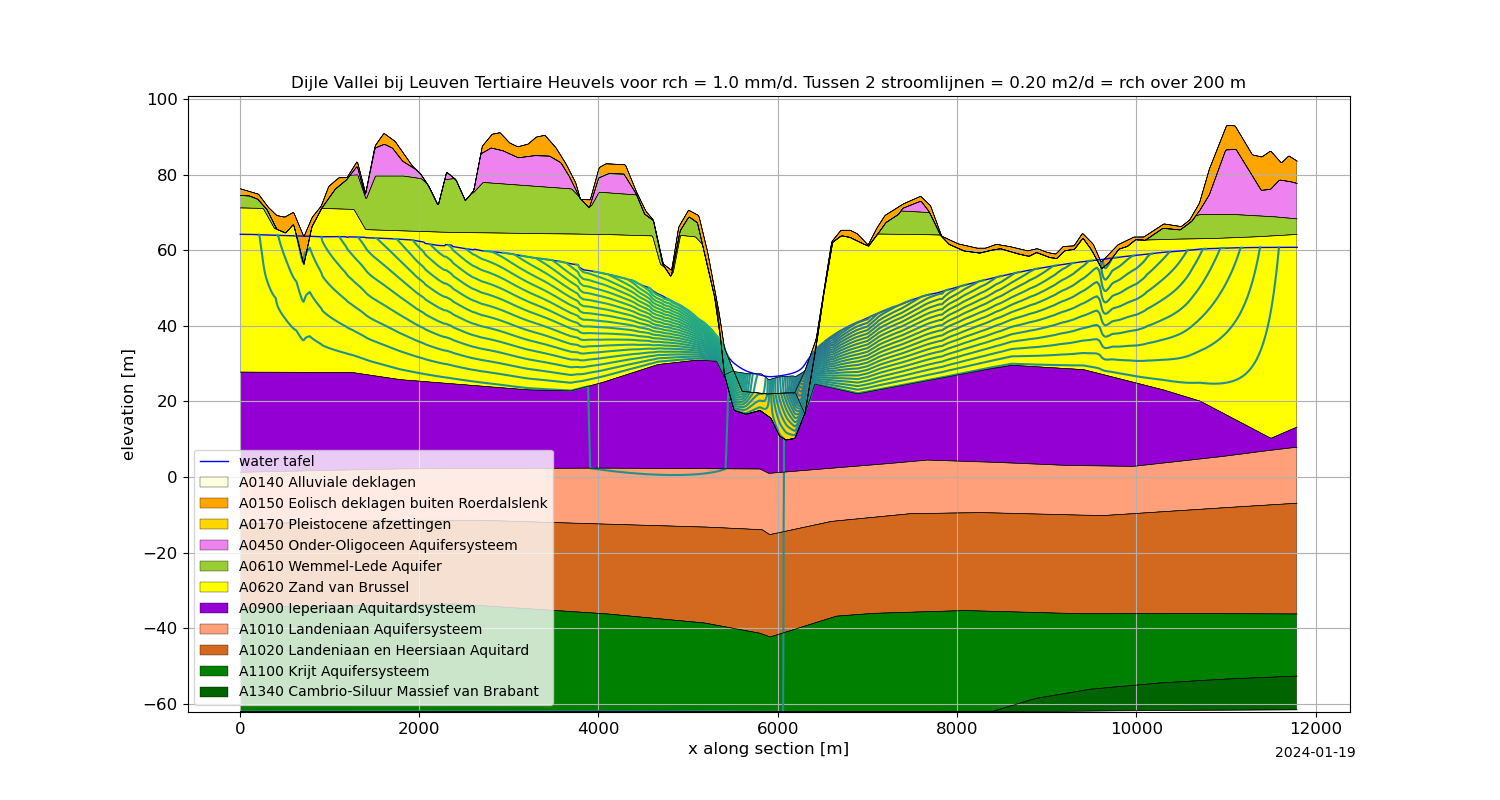 Dijle Vallei bij Leuven Tertiaire Heuvels voor rch = 1.0 mm/d. Tussen 2 stroomlijnen = 0.20 m2/d = rch over 200 m
100
80
60
40
20
0
−20
−40
−60
elevation [m]
water tafel
A0140 Alluviale deklagen
A0150 Eolisch deklagen buiten Roerdalslenk
A0170 Pleistocene afzettingen
A0450 Onder-Oligoceen Aquifersysteem
A0610 Wemmel-Lede Aquifer
A0620 Zand van Brussel
A0900 Ieperiaan Aquitardsysteem
A1010 Landeniaan Aquifersysteem
A1020 Landeniaan en Heersiaan Aquitard
A1100 Krijt Aquifersysteem
A1340 Cambrio-Siluur Massief van Brabant
0 2000 4000 6000 8000 10000 12000
x along section [m]
2024-01-19